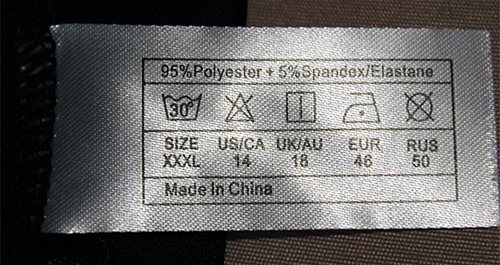 95%Polyester + 5%Spandex/Elastane
30°
SIZE US/CA UK/AU EUR RUS
XXXL 14 18 46 50
Made In China